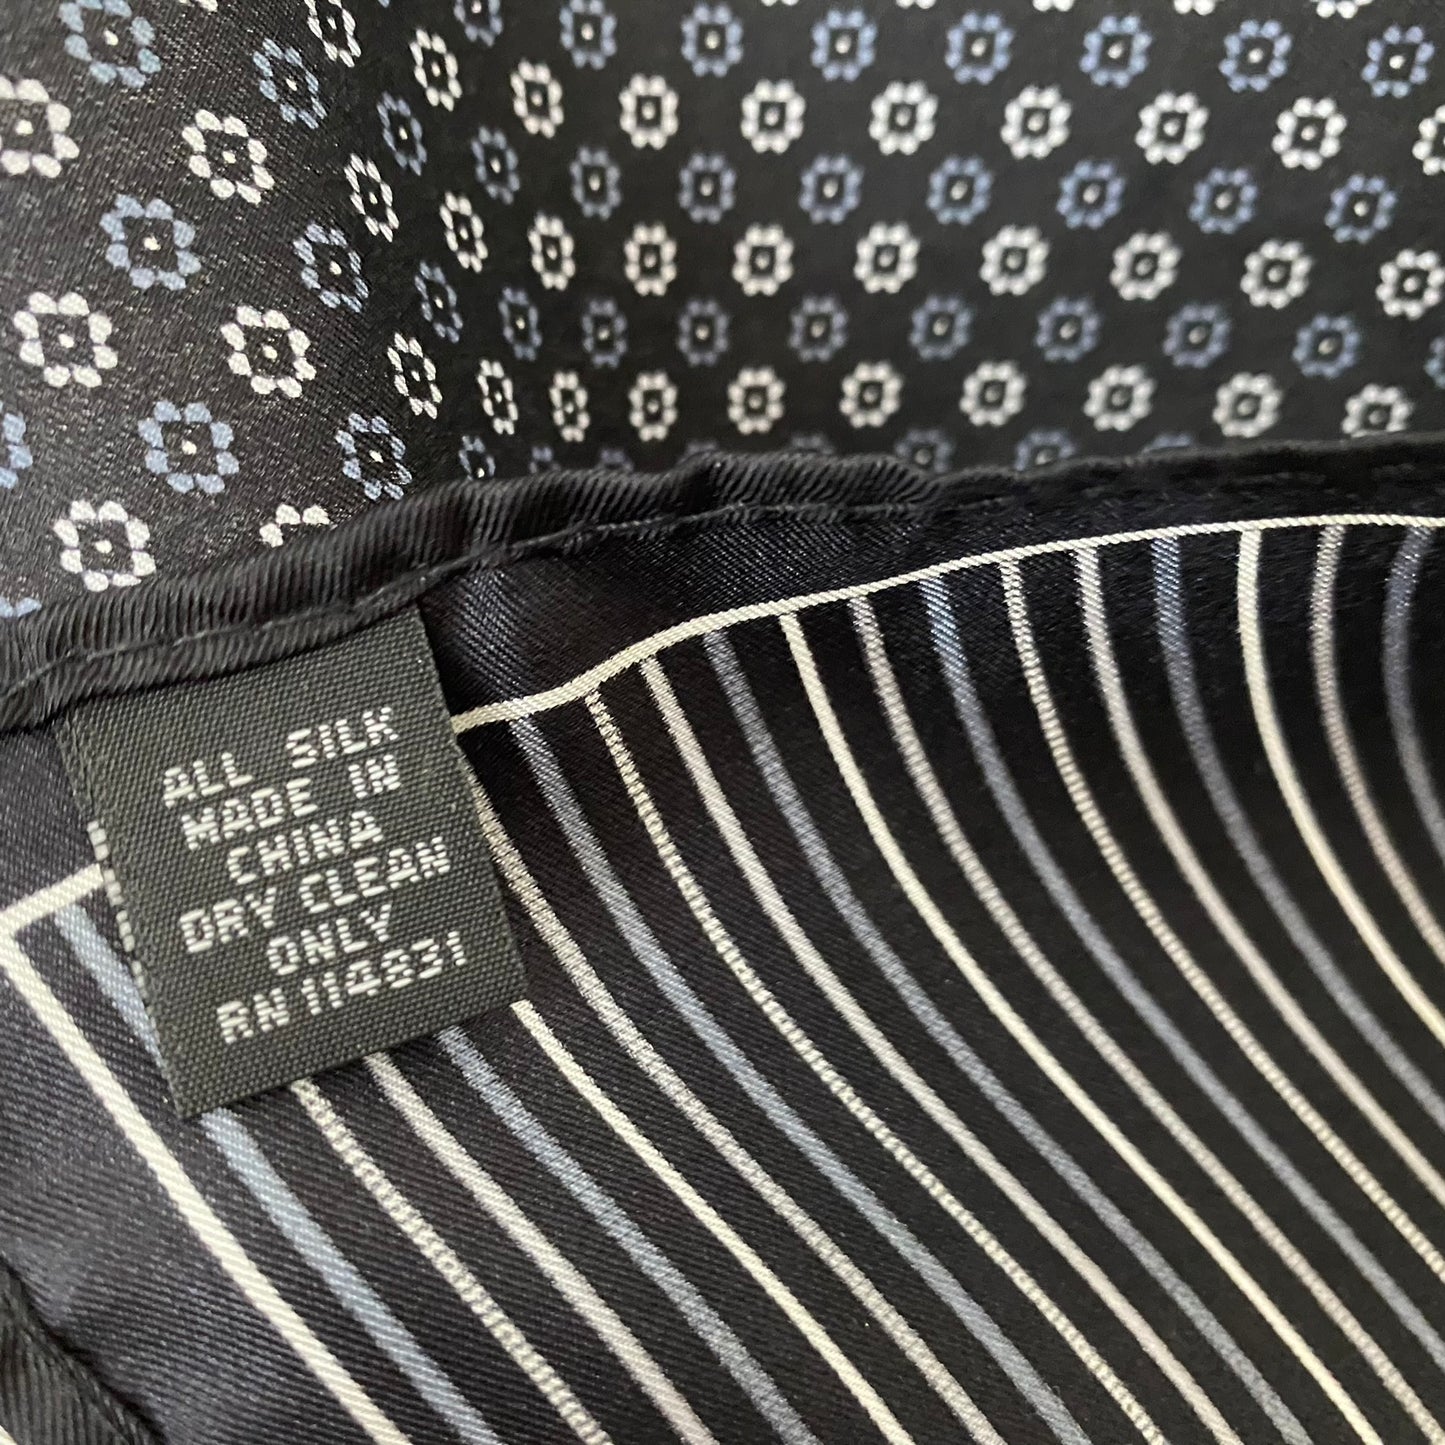 ALL SILK
MADE IN
CHINA
DRY CLEAN
ONLY
RN 114831